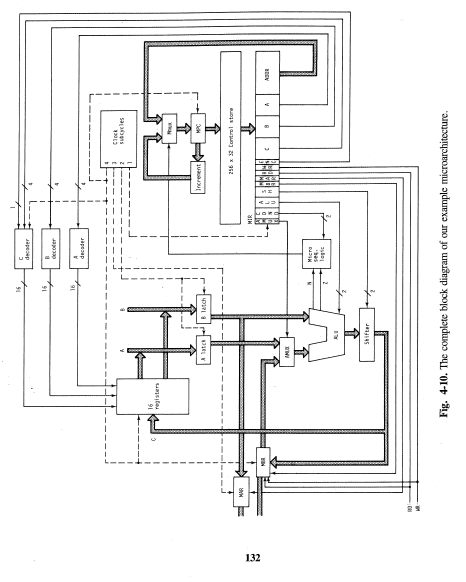 C decoder
B decoder
A decoder
16
16
16
1
4
4
4
Clock subcycles
4
3
2
1
Mmux
MPC
Increment
256 x 32 Control store
MIR
A M U X
C O N D
A L U
S H
M B R
M A R
R D
W R
E N C
C
B
A
ADDR
16 registers
A
B
C
A latch
B latch
AMUX
Micro seq. logic
N
Z
2
2
2
ALU
Shifter
MAR
MBR
RD
WR
Fig. 4-10. The complete block diagram of our example microarchitecture.
132